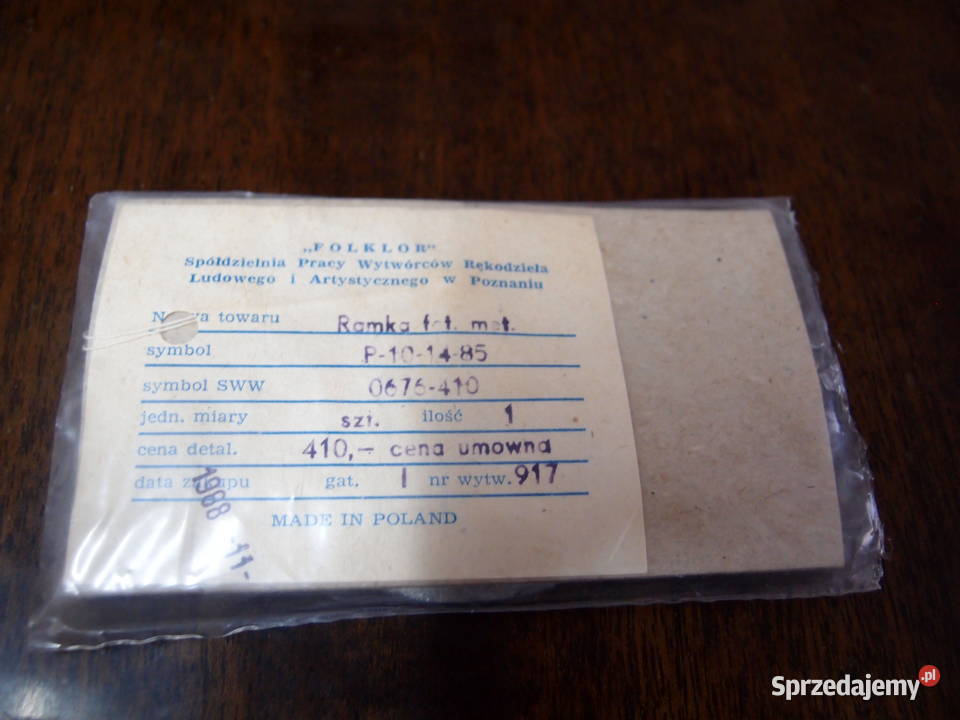 „FOLKLOR"
Spółdzielnia Pracy Wytwórców Rękodzieła
Ludowego i Artystycznego w Poznaniu
towaru Ramka fot. met.
symbol P-10-14-85
symbol SWW 0676-410
jedn. miary szt. ilość 1
cena detal. 410,- cena umowna
data zakupu gat. I nr wytw. 917
1988 -11-
MADE IN POLAND
Sprzedajemy.pl